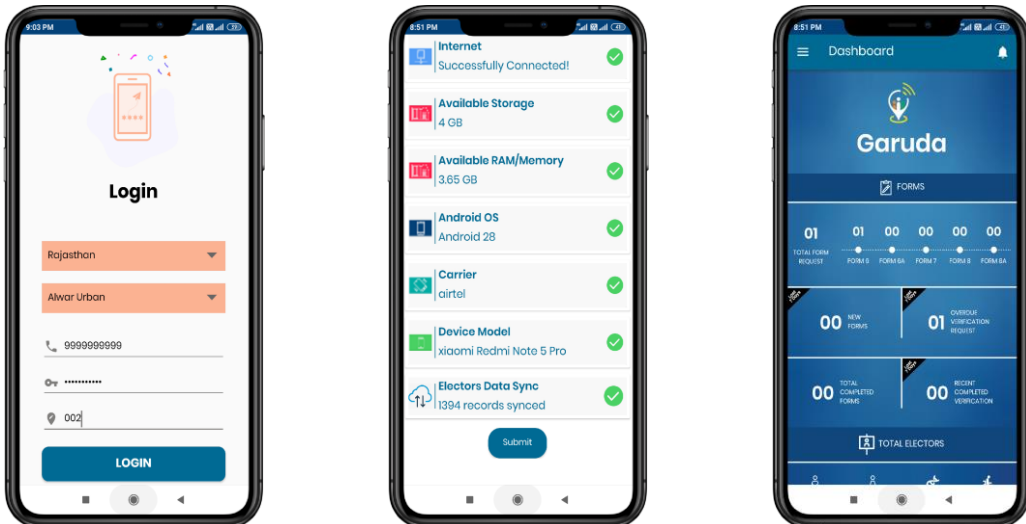 9:03 PM
39
Login
Rajasthan
Alwar Urban
9999999999
•••••••••••
002
LOGIN
8:51 PM
41
Internet
Successfully Connected!
Available Storage
4 GB
Available RAM/Memory
3.65 GB
Android OS
Android 28
Carrier
airtel
Device Model
xiaomi Redmi Note 5 Pro
Electors Data Sync
1394 records synced
Submit
8:51 PM
41
Dashboard
Garuda
FORMS
01 01 00 00 00 00
TOTAL FORM REQUEST FORM 6 FORM 6A FORM 7 FORM 8 FORM 8A
00 NEW FORMS
01 OVERDUE VERIFICATION REQUEST
00 TOTAL COMPLETED FORMS
00 RECENT COMPLETED VERIFICATION
TOTAL ELECTORS